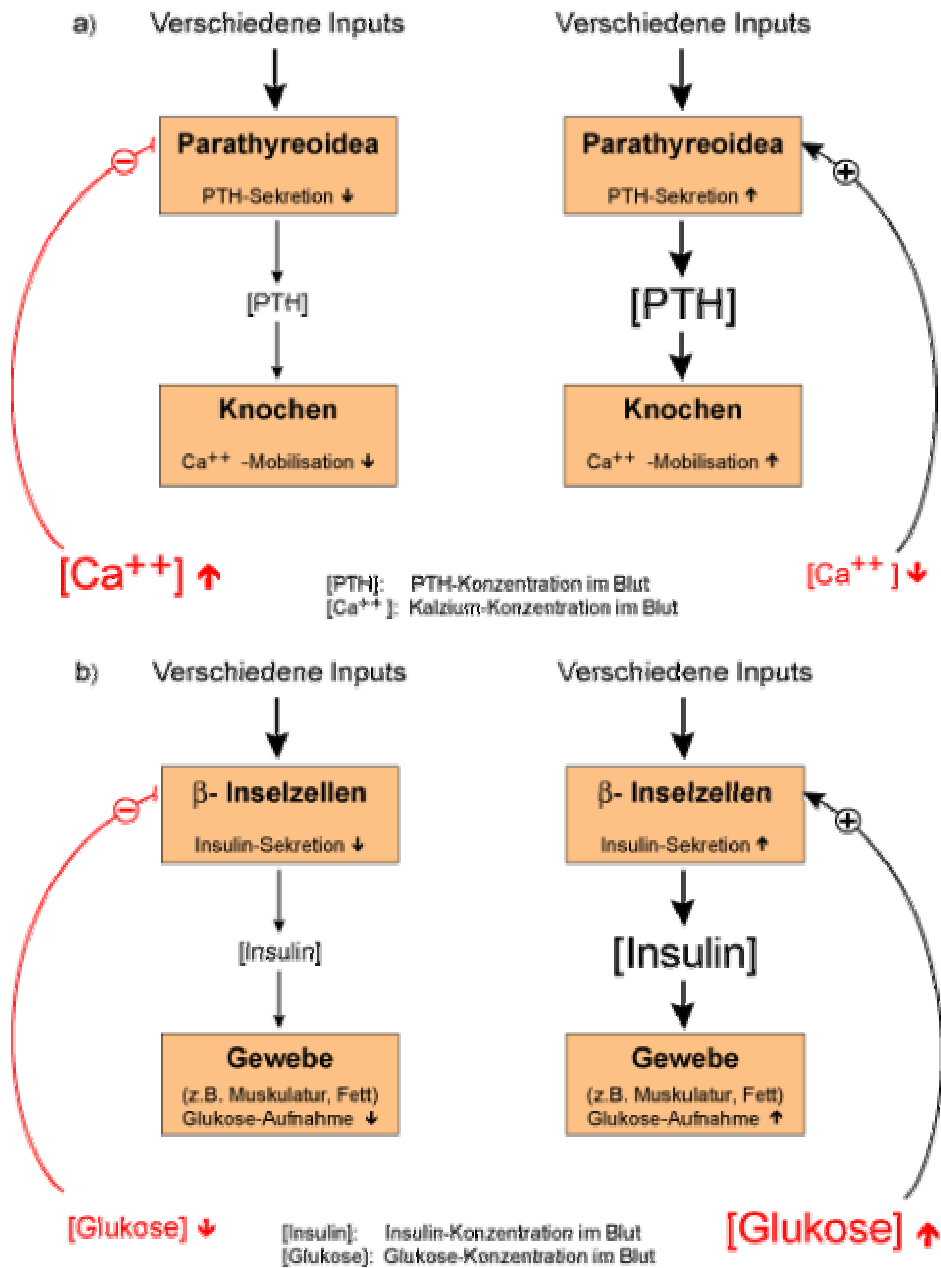 a)
Verschiedene Inputs
Verschiedene Inputs
Parathyreoidea
PTH-Sekretion ↓
Parathyreoidea
PTH-Sekretion ↑
−
+
[PTH]
[PTH]
Knochen
Ca++ -Mobilisation ↓
Knochen
Ca++ -Mobilisation ↑
[Ca++] ↑
[Ca++ ] ↓
[PTH]: PTH-Konzentration im Blut
[Ca++ ]: Kalzium-Konzentration im Blut
b)
Verschiedene Inputs
Verschiedene Inputs
β- Inselzellen
Insulin-Sekretion ↓
β- Inselzellen
Insulin-Sekretion ↑
−
+
[Insulin]
[Insulin]
Gewebe
(z.B. Muskulatur, Fett)
Glukose-Aufnahme ↓
Gewebe
(z.B. Muskulatur, Fett)
Glukose-Aufnahme ↑
[Glukose] ↓
[Glukose] ↑
[Insulin]: Insulin-Konzentration im Blut
[Glukose]: Glukose-Konzentration im Blut